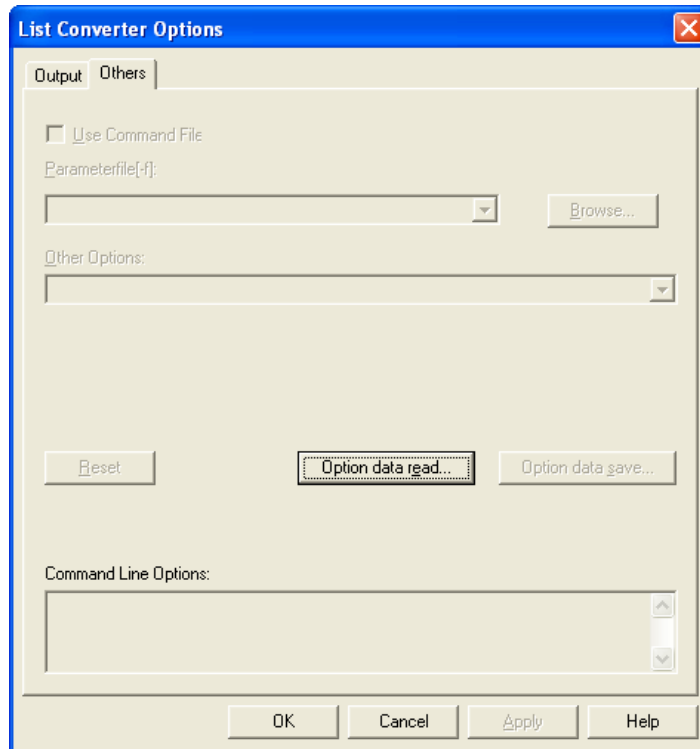 List Converter Options
Output Others
Use Command File
Parameterfile[-f]:
Browse...
Other Options:
Reset Option data read... Option data save...
Command Line Options:
OK Cancel Apply Help